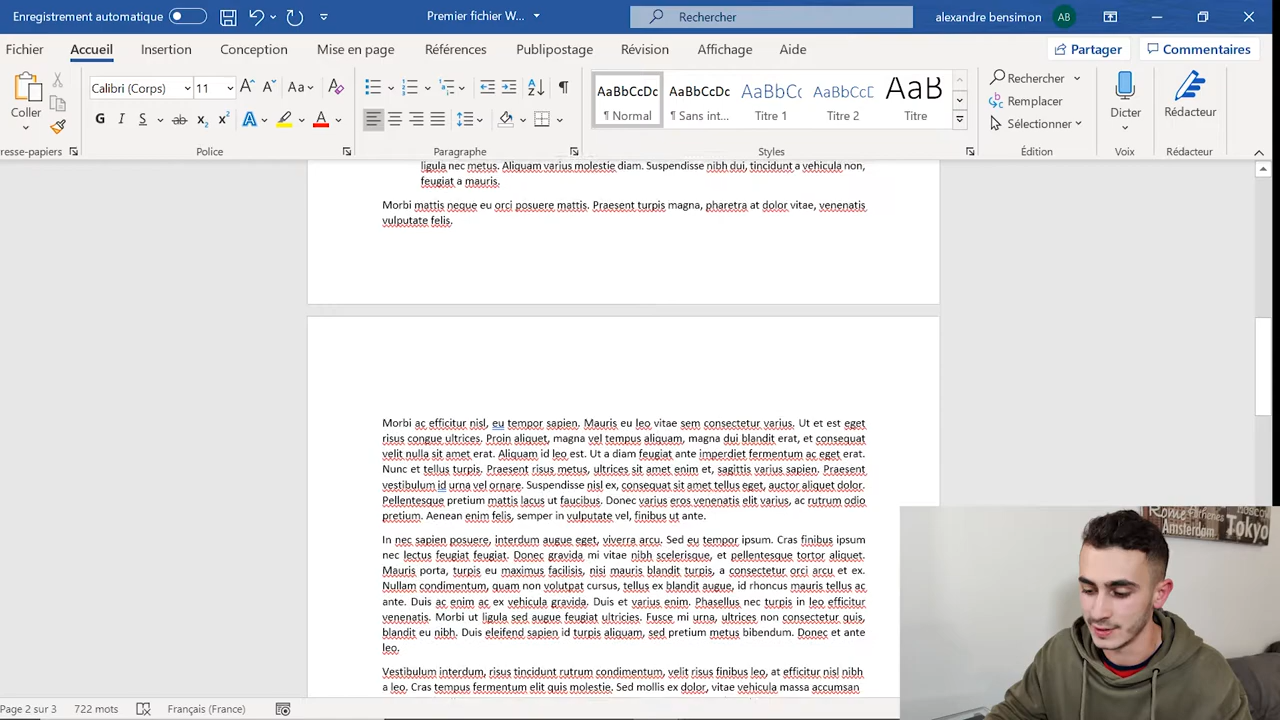 Enregistrement automatique
Premier fichier W...
Rechercher
alexandre bensimon
AB
Fichier
Accueil
Insertion
Conception
Mise en page
Références
Publipostage
Révision
Affichage
Aide
Partager
Commentaires
Coller
Calibri (Corps)
11
AaBbCcDc
¶ Normal
AaBbCcDc
¶ Sans int...
AaBbCc
Titre 1
AaBbCcD
Titre 2
AaB
Titre
Rechercher
Remplacer
Sélectionner
Dicter
Rédacteur
resse-papiers
Police
Paragraphe
Styles
Édition
Voix
Rédacteur
ligula nec metus. Aliquam varius molestie diam. Suspendisse nibh dui, tincidunt a vehicula non,
feugiat a mauris.
Morbi mattis neque eu orci posuere mattis. Praesent turpis magna, pharetra at dolor vitae, venenatis
vulputate felis.
Morbi ac efficitur nisl, eu tempor sapien. Mauris eu leo vitae sem consectetur varius. Ut et est eget
risus congue ultrices. Proin aliquet, magna vel tempus aliquam, magna dui blandit erat, et consequat
velit nulla sit amet erat. Aliquam id leo est. Ut a diam feugiat ante imperdiet fermentum ac eget erat.
Nunc et tellus turpis. Praesent risus metus, ultrices sit amet enim et, sagittis varius sapien. Praesent
vestibulum id urna vel ornare. Suspendisse nisl ex, consequat sit amet tellus eget, auctor aliquet dolor.
Pellentesque pretium mattis lacus ut faucibus. Donec varius eros venenatis elit varius, ac rutrum odio
pretium. Aenean enim felis, semper in vulputate vel, finibus ut ante.
In nec sapien posuere, interdum augue eget, viverra arcu. Sed eu tempor ipsum. Cras finibus ipsum
nec lectus feugiat feugiat. Donec gravida mi vitae nibh scelerisque, et pellentesque tortor aliquet.
Mauris porta, turpis eu maximus facilisis, nisi mauris blandit turpis, a consectetur orci arcu et ex.
Nullam condimentum, quam non volutpat cursus, tellus ex blandit augue, id rhoncus mauris tellus ac
ante. Duis ac enim ac ex vehicula gravida. Duis et varius enim. Phasellus nec turpis in leo efficitur
venenatis. Morbi ut ligula sed augue feugiat ultricies. Fusce mi urna, ultrices non consectetur quis,
blandit eu nibh. Duis eleifend sapien id turpis aliquam, sed pretium metus bibendum. Donec et ante
leo.
Vestibulum interdum, risus tincidunt rutrum condimentum, velit risus finibus leo, at efficitur nisl nibh
a leo. Cras tempus fermentum elit quis molestie. Sed mollis ex dolor, vitae vehicula massa accumsan
Rome
Amsterdam
MOSCOW
Tokyo
Page 2 sur 3
722 mots
Français (France)